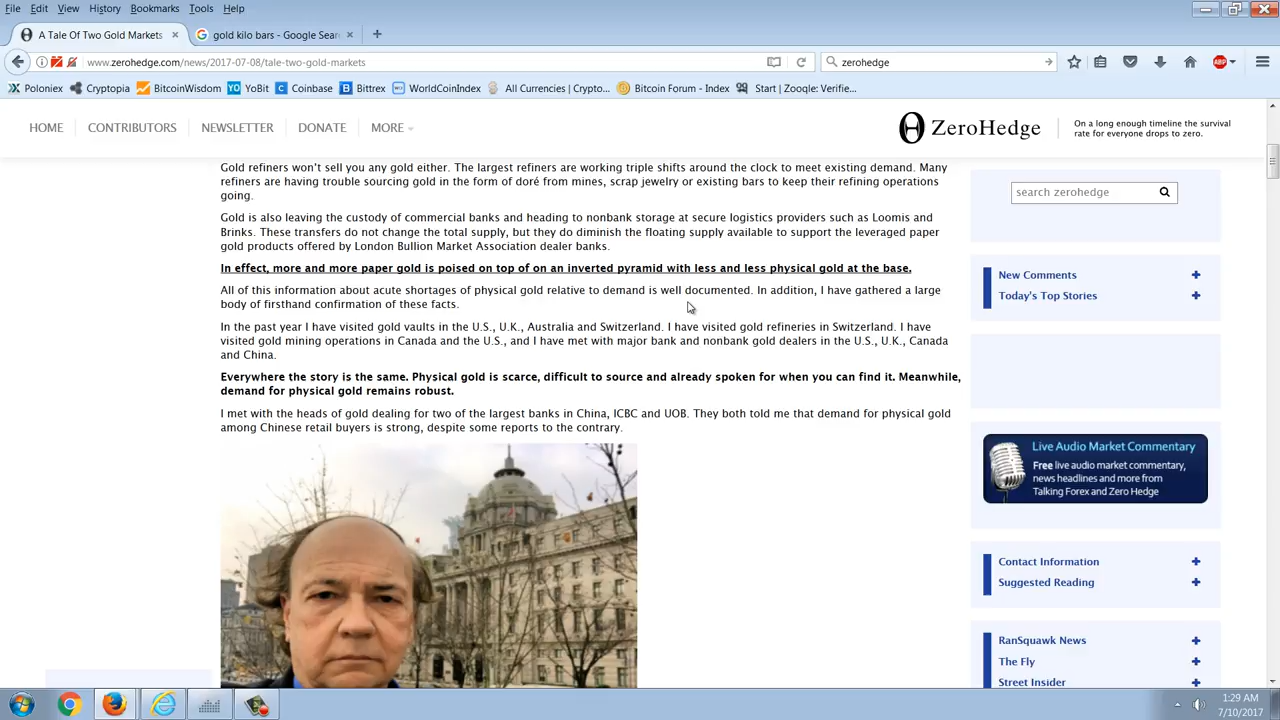 File Edit View History Bookmarks Tools Help
A Tale Of Two Gold Markets
gold kilo bars - Google Sear
www.zerohedge.com/news/2017-07-08/tale-two-gold-markets
zerohedge
ABP
Poloniex Cryptopia BitcoinWisdom YoBit Coinbase Bittrex WorldCoinIndex All Currencies (Crypto... Bitcoin Forum - Index Start | Zooqle: Verifie...
HOME CONTRIBUTORS NEWSLETTER DONATE MORE
ZeroHedge
On a long enough timeline the survival
rate for everyone drops to zero.
Gold refiners won't sell you any gold either. The largest refiners are working triple shifts around the clock to meet existing demand. Many
refiners are having trouble sourcing gold in the form of doré from mines, scrap jewelry or existing bars to keep their refining operations
going.
Gold is also leaving the custody of commercial banks and heading to nonbank storage at secure logistics providers such as Loomis and
Brinks. These transfers do not change the total supply, but they do diminish the floating supply available to support the leveraged paper
gold products offered by London Bullion Market Association dealer banks.
In effect, more and more paper gold is poised on top of on an inverted pyramid with less and less physical gold at the base.
All of this information about acute shortages of physical gold relative to demand is well documented. In addition, I have gathered a large
body of firsthand confirmation of these facts.
In the past year I have visited gold vaults in the U.S., U.K., Australia and Switzerland. I have visited gold refineries in Switzerland. I have
visited gold mining operations in Canada and the U.S., and I have met with major bank and nonbank gold dealers in the U.S., U.K., Canada
and China.
Everywhere the story is the same. Physical gold is scarce, difficult to source and already spoken for when you can find it. Meanwhile,
demand for physical gold remains robust.
I met with the heads of gold dealing for two of the largest banks in China, ICBC and UOB. They both told me that demand for physical gold
among Chinese retail buyers is strong, despite some reports to the contrary.
search zerohedge
New Comments
Today's Top Stories
Live Audio Market Commentary
Free live audio market commentary,
news headlines and more from
Talking Forex and Zero Hedge
Contact Information
Suggested Reading
RanSquawk News
The Fly
Street Insider
1:29 AM
7/10/2017